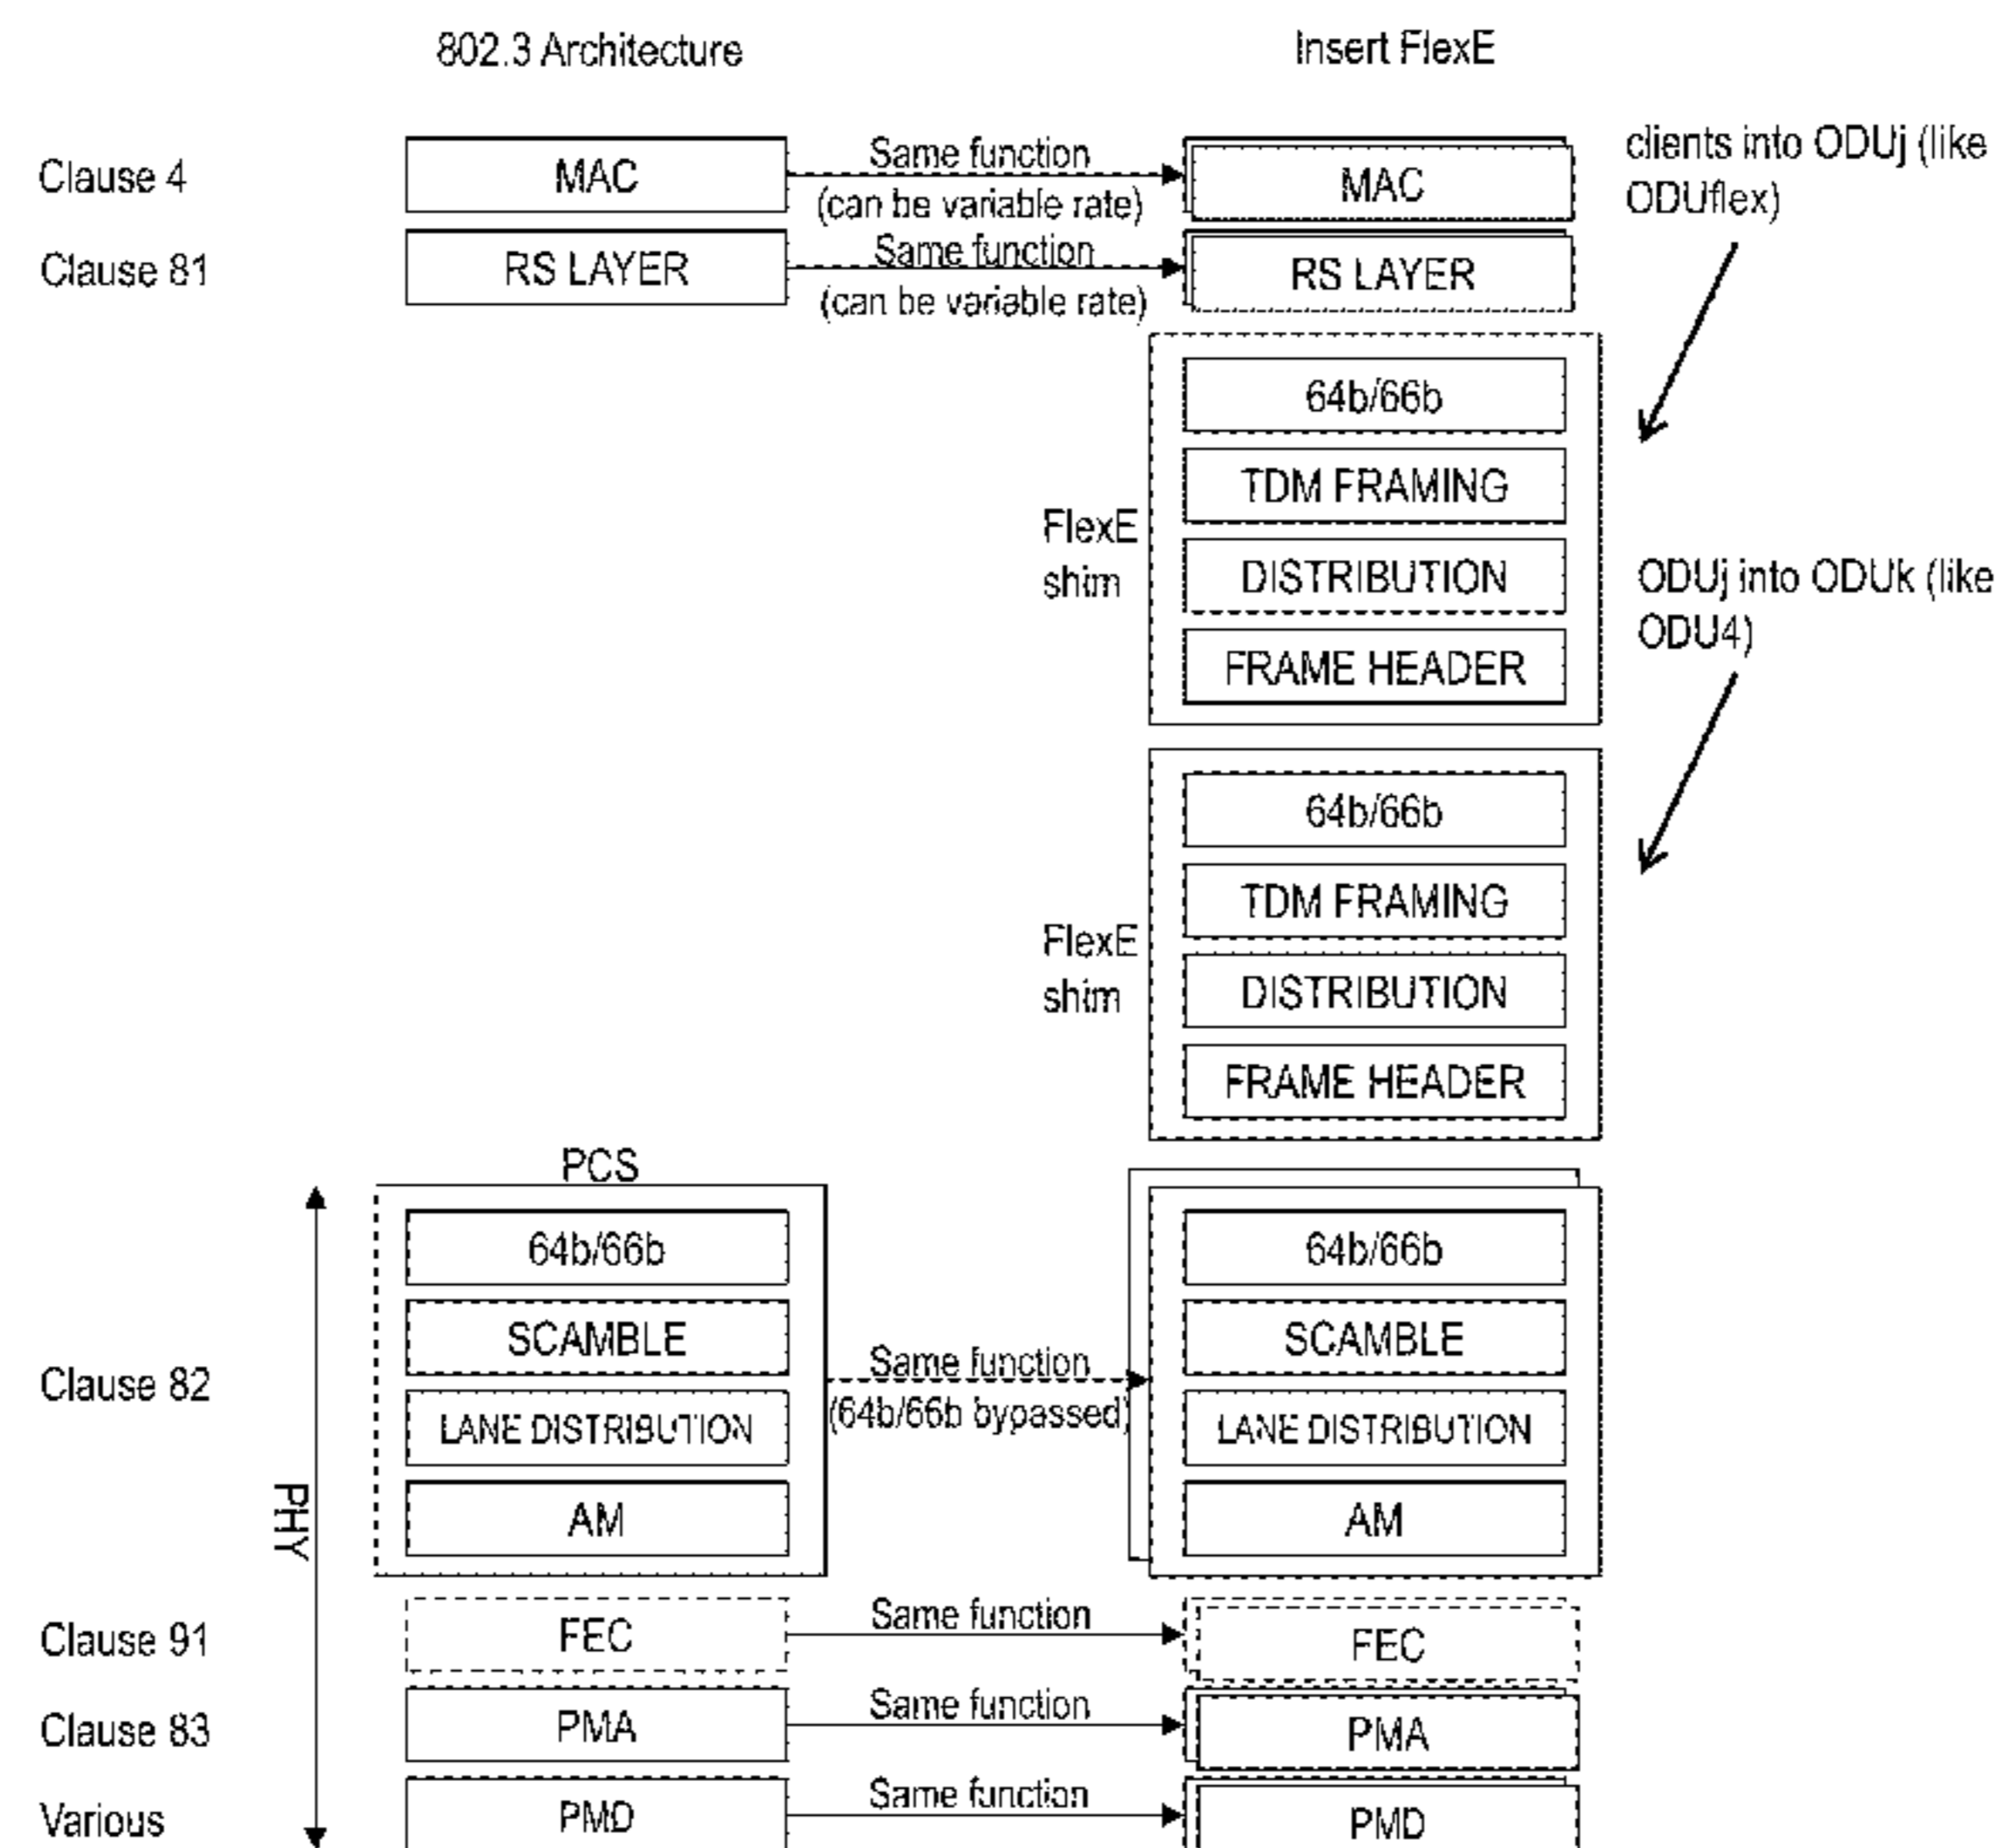 802.3 Architecture
Insert FlexE
Clause 4
MAC
Same function
(can be variable rate)
MAC
clients into ODUj (like
ODUflex)
Clause 81
RS LAYER
Same function
(can be variable rate)
RS LAYER
FlexE
shim
64b/66b
TDM FRAMING
DISTRIBUTION
FRAME HEADER
ODUj into ODUk (like
ODU4)
FlexE
shim
64b/66b
TDM FRAMING
DISTRIBUTION
FRAME HEADER
PHY
Clause 82
PCS
64b/66b
SCAMBLE
LANE DISTRIBUTION
AM
Same function
(64b/66b bypassed)
64b/66b
SCAMBLE
LANE DISTRIBUTION
AM
Clause 91
FEC
Same function
FEC
Clause 83
PMA
Same function
PMA
Various
PMD
Same function
PMD